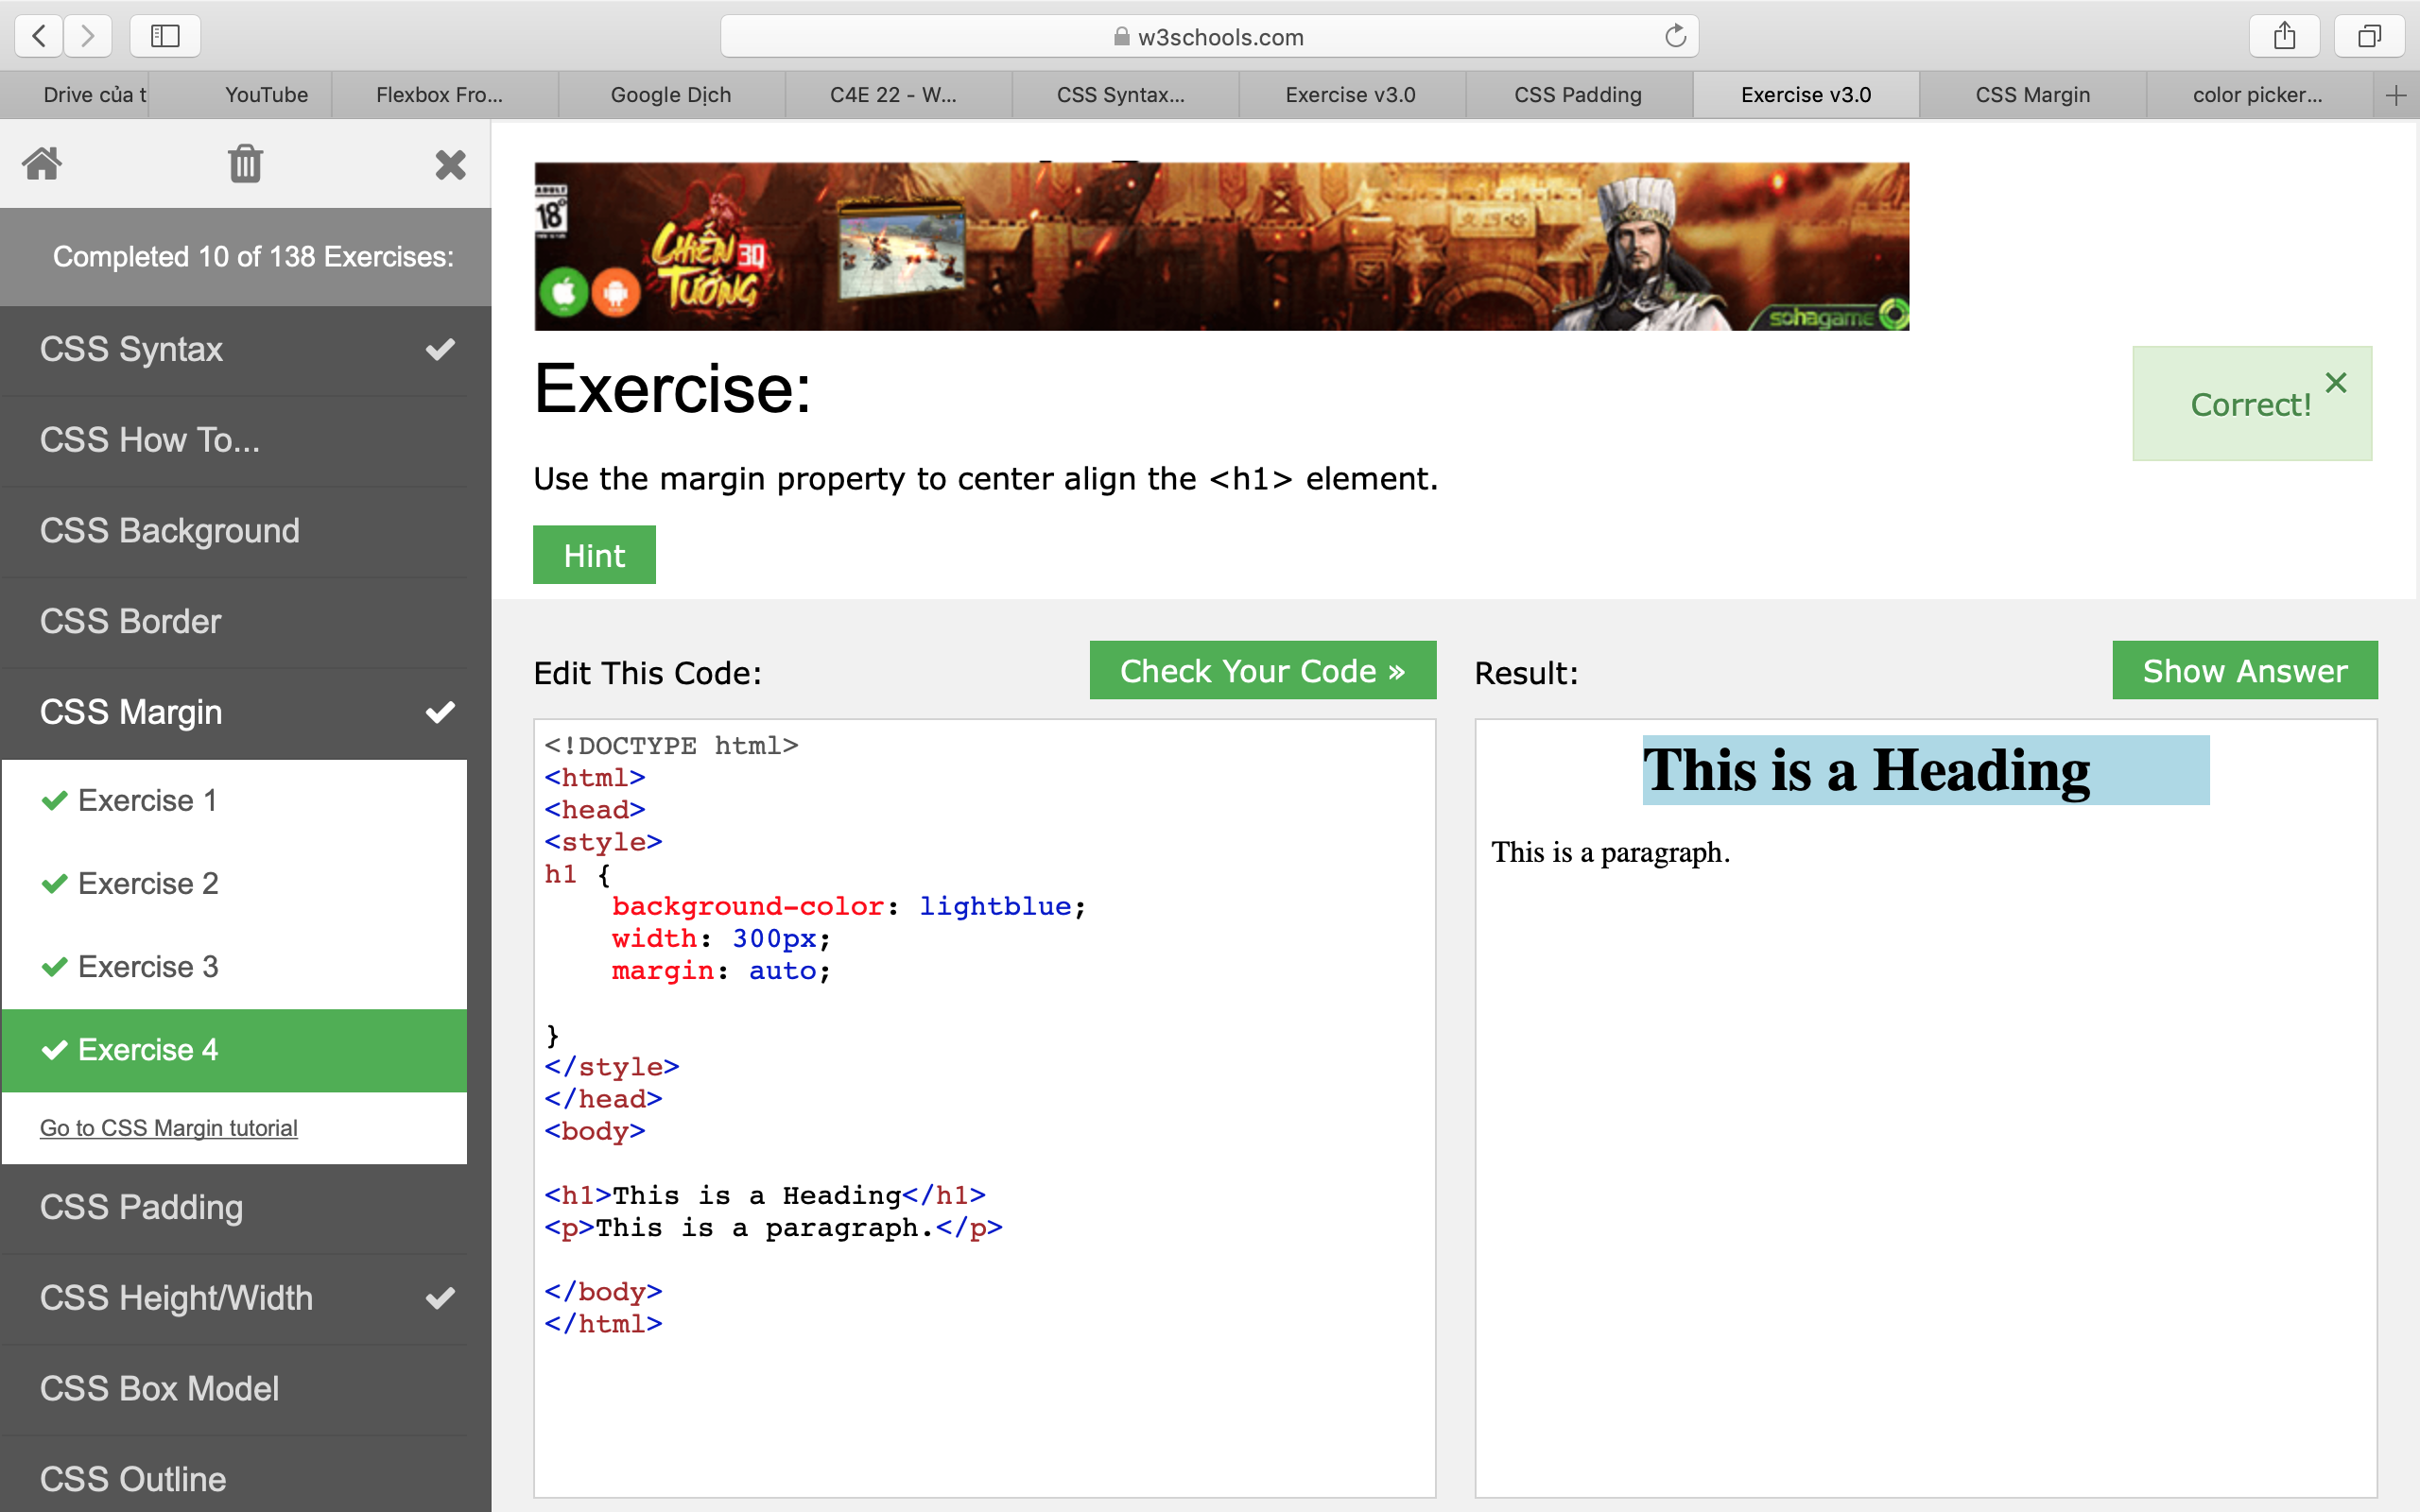 w3schools.com
Drive của t
YouTube
Flexbox Fro...
Google Dịch
C4E 22 - W...
CSS Syntax...
Exercise v3.0
CSS Padding
Exercise v3.0
CSS Margin
color picker...
Completed 10 of 138 Exercises:
CSS Syntax
CSS How To...
CSS Background
CSS Border
CSS Margin
Exercise 1
Exercise 2
Exercise 3
Exercise 4
Go to CSS Margin tutorial
CSS Padding
CSS Height/Width
CSS Box Model
CSS Outline
18+
CHIẾN
TƯỚNG
3Q
sohagame
Exercise:
Correct!
Use the margin property to center align the <h1> element.
Hint
Edit This Code:
Check Your Code »
<!DOCTYPE html>
<html>
<head>
<style>
h1 {
    background-color: lightblue;
    width: 300px;
    margin: auto;
}
</style>
</head>
<body>
<h1>This is a Heading</h1>
<p>This is a paragraph.</p>
</body>
</html>
Result:
Show Answer
This is a Heading
This is a paragraph.